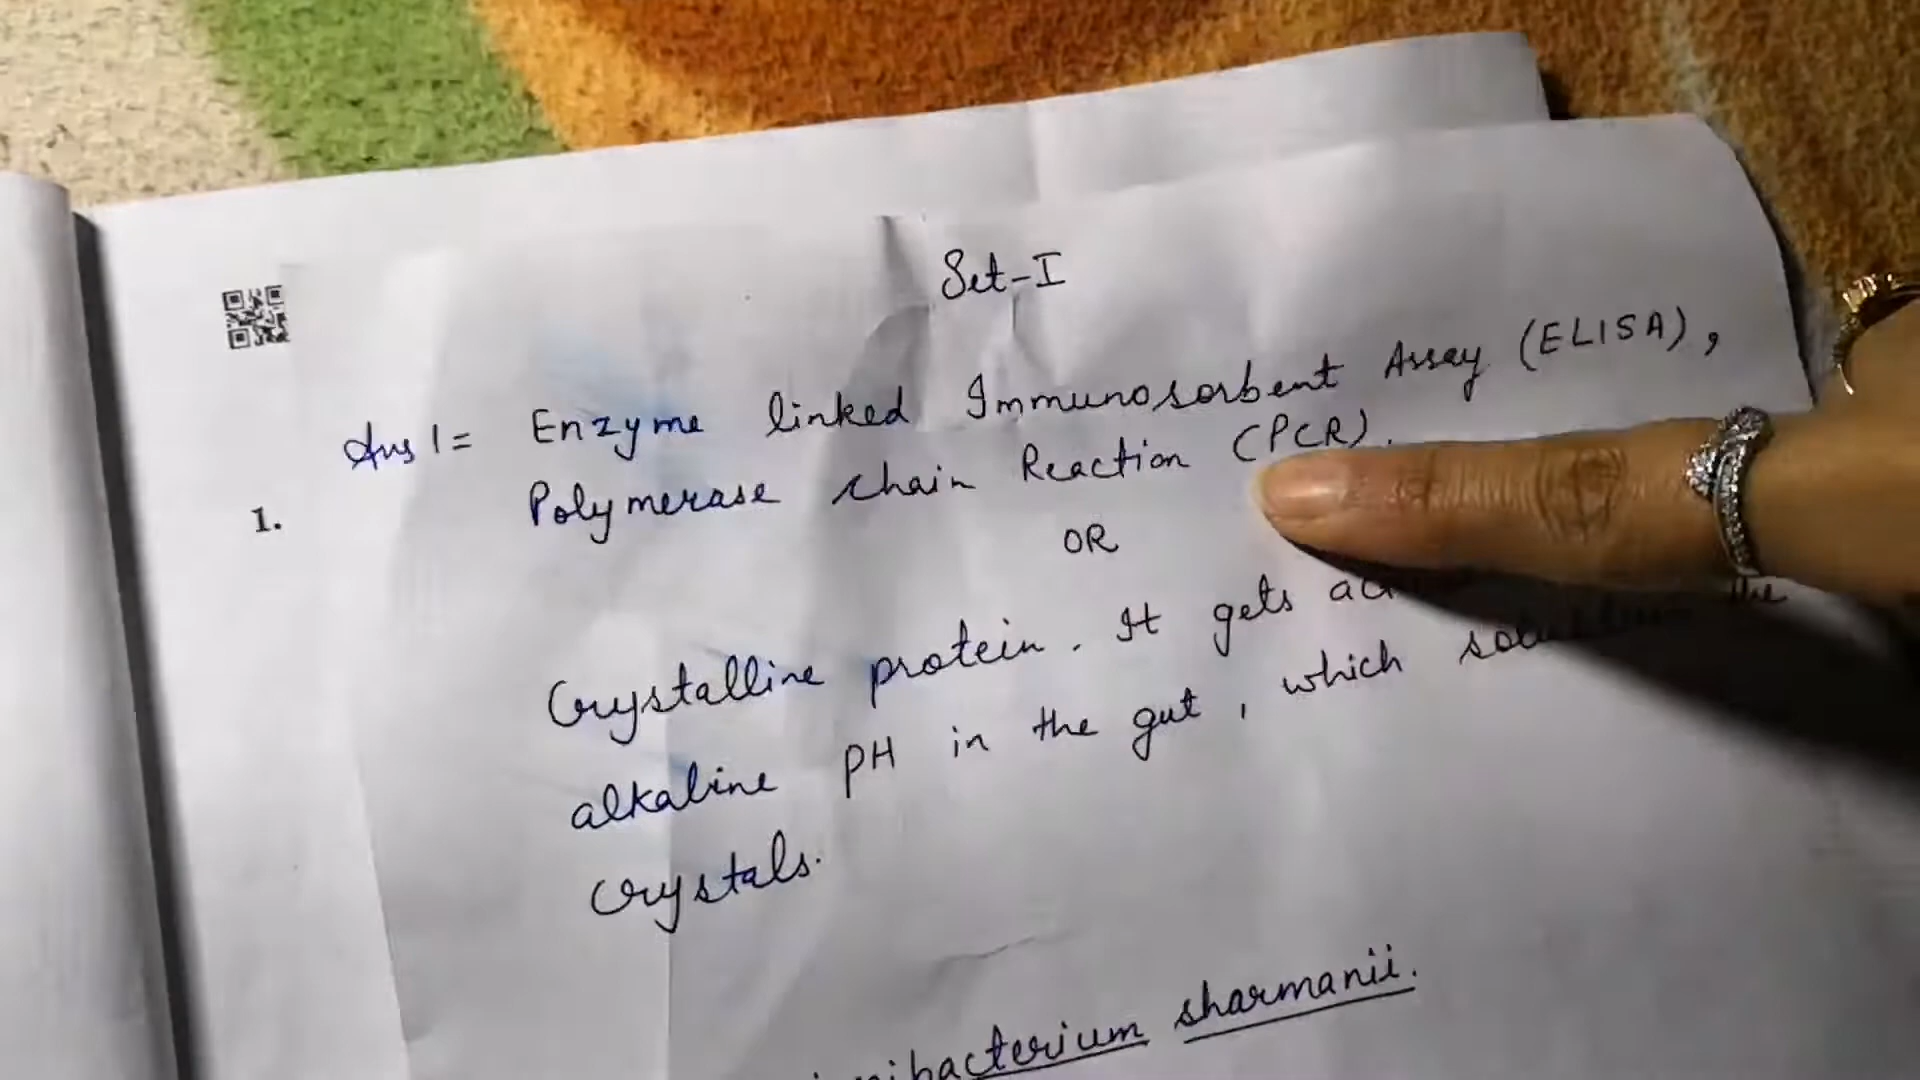 Set-I
Ans 1= Enzyme linked Immunosorbent Assay (ELISA),
Polymerase chain Reaction (PCR).
1.
OR
Crystalline protein. It gets the
alkaline pH in the gut, which
crystals.
sharmanii.